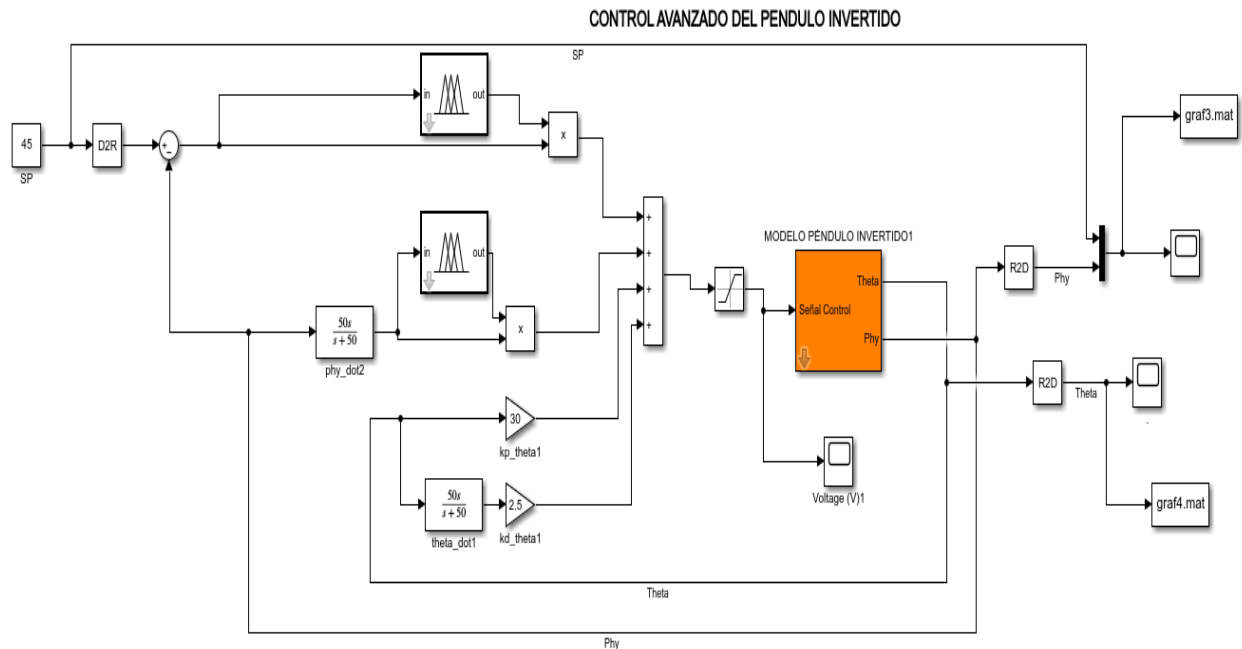 CONTROL AVANZADO DEL PENDULO INVERTIDO
SP
in
out
graf3.mat
45
D2R
+
-
x
SP
+
in
out
+
MODELO PÉNDULO INVERTIDO1
Theta
R2D
Phy
+
Señal Control
50s
s + 50
x
+
Phy
phy_dot2
R2D
Theta
30
kp_theta1
50s
s + 50
2.5
Voltage (V)1
graf4.mat
theta_dot1
kd_theta1
Theta
Phy